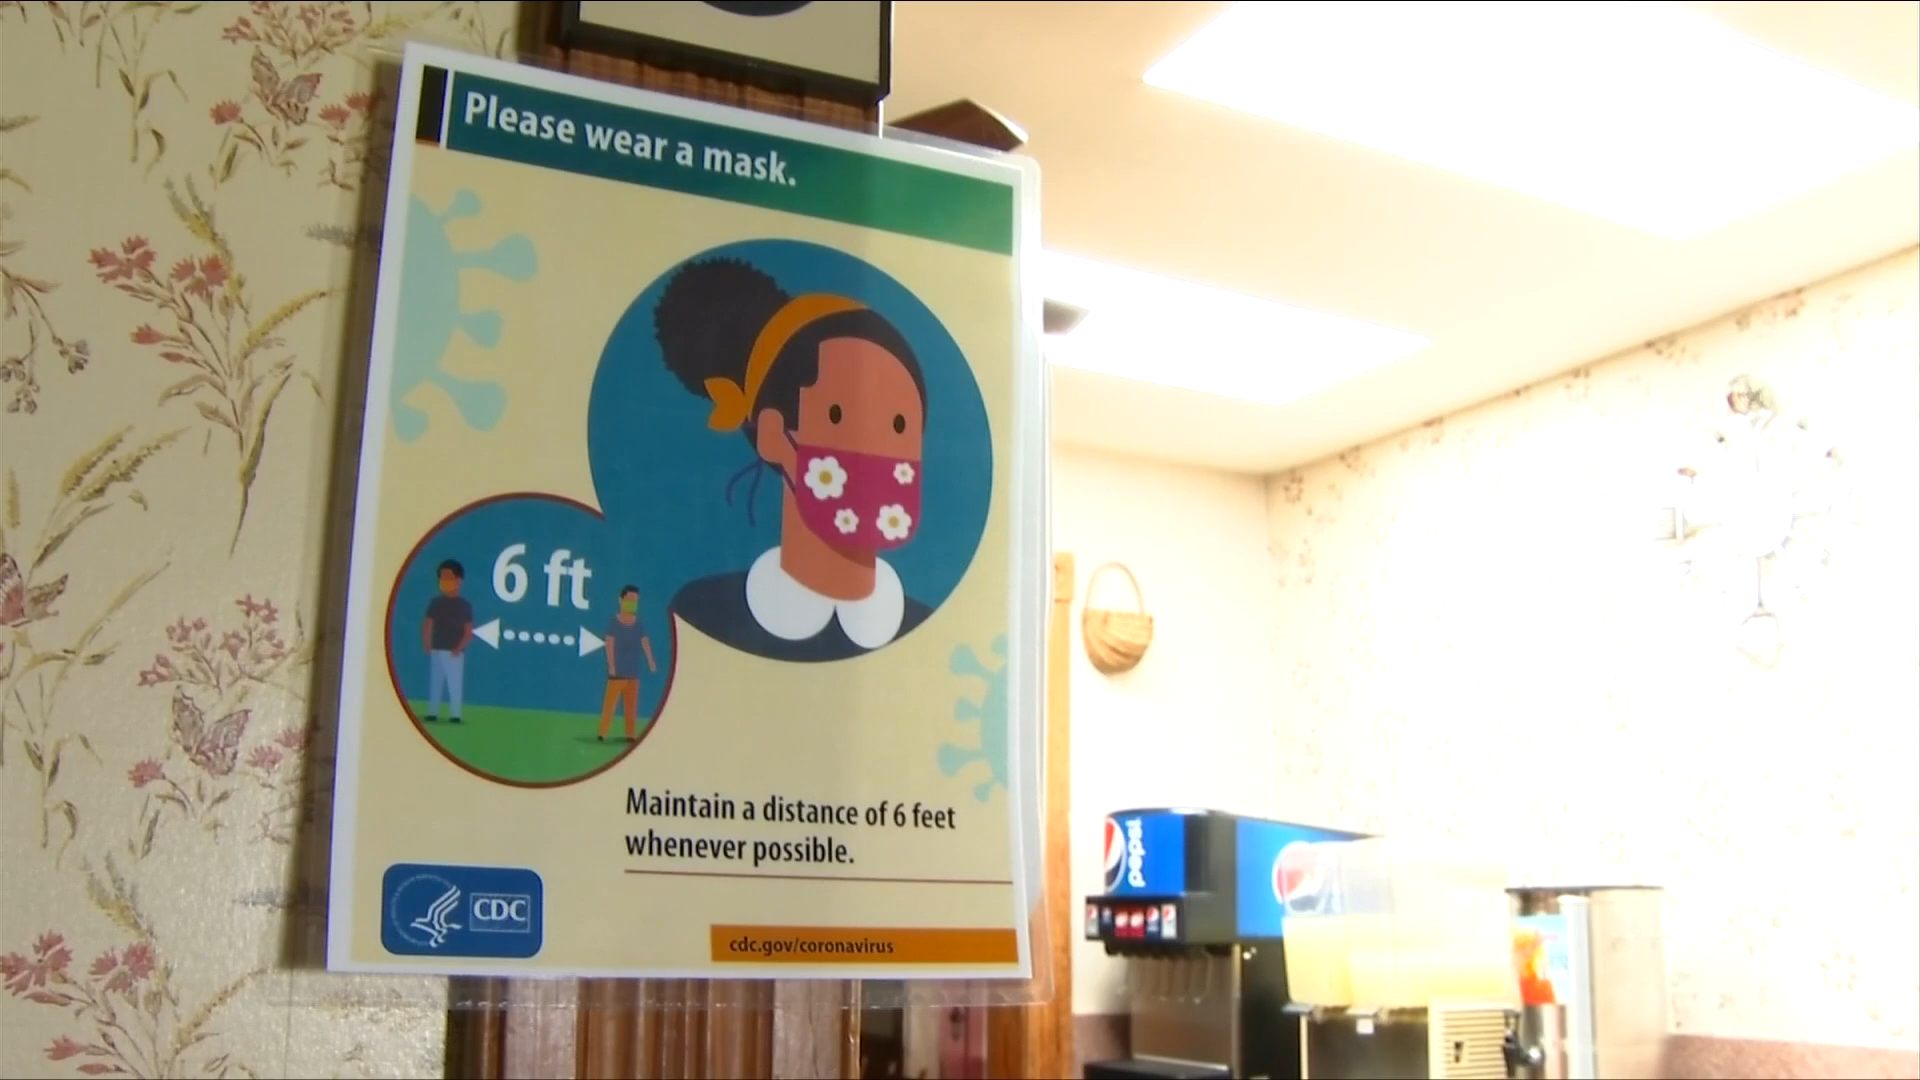 Please wear a mask.
6 ft
Maintain a distance of 6 feet
whenever possible.
CDC
cdc.gov/coronavirus
pepsi